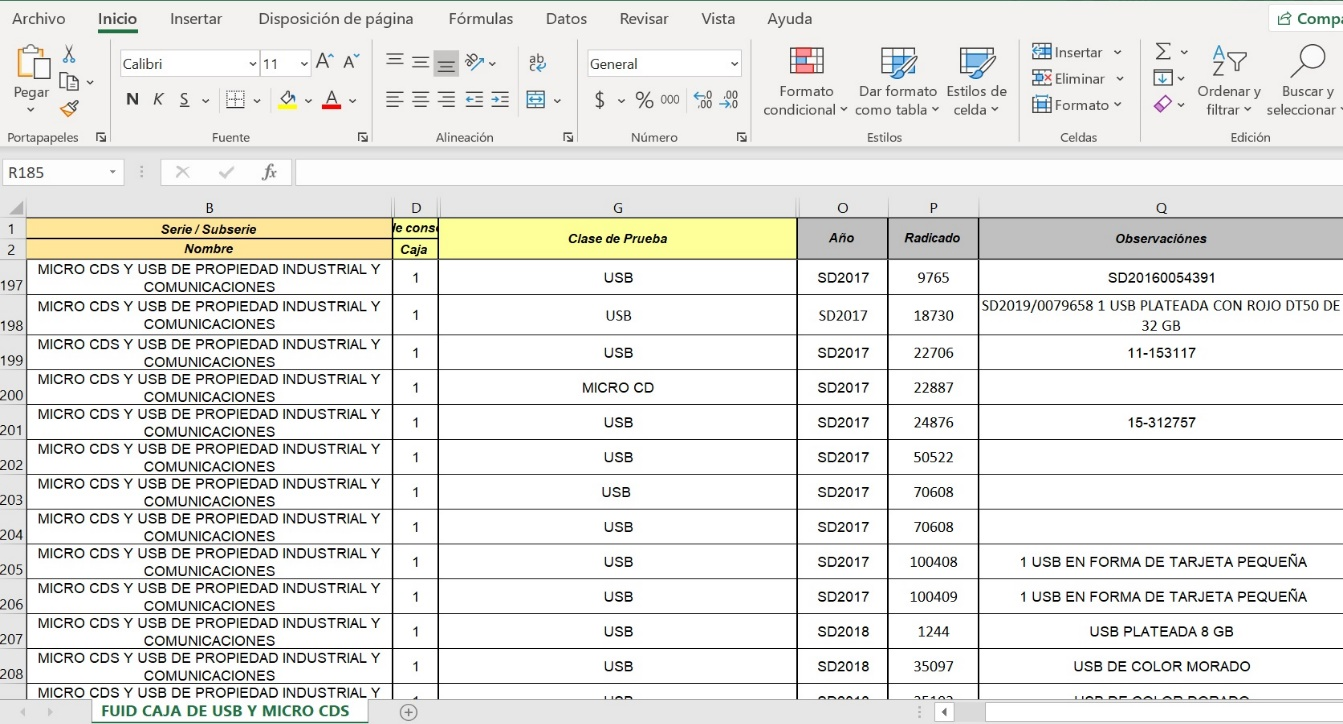 Archivo Inicio Insertar Disposición de página Fórmulas Datos Revisar Vista Ayuda
Pegar
Calibri 11
N K S
General
$ % 000
Formato condicional
Dar formato como tabla
Estilos de celda
Insertar
Eliminar
Formato
Ordenar y filtrar
Buscar y seleccionar
Portapapeles Fuente Alineación Número Estilos Celdas Edición
R185 fx
B D G O P Q
1 Serie / Subserie Clase de Prueba Año Radicado Observaciónes
2 Nombre Caja
197 MICRO CDS Y USB DE PROPIEDAD INDUSTRIAL Y COMUNICACIONES 1 USB SD2017 9765 SD20160054391
198 MICRO CDS Y USB DE PROPIEDAD INDUSTRIAL Y COMUNICACIONES 1 USB SD2017 18730 SD2019/0079658 1 USB PLATEADA CON ROJO DT50 DE 32 GB
199 MICRO CDS Y USB DE PROPIEDAD INDUSTRIAL Y COMUNICACIONES 1 USB SD2017 22706 11-153117
200 MICRO CDS Y USB DE PROPIEDAD INDUSTRIAL Y COMUNICACIONES 1 MICRO CD SD2017 22887
201 MICRO CDS Y USB DE PROPIEDAD INDUSTRIAL Y COMUNICACIONES 1 USB SD2017 24876 15-312757
202 MICRO CDS Y USB DE PROPIEDAD INDUSTRIAL Y COMUNICACIONES 1 USB SD2017 50522
203 MICRO CDS Y USB DE PROPIEDAD INDUSTRIAL Y COMUNICACIONES 1 USB SD2017 70608
204 MICRO CDS Y USB DE PROPIEDAD INDUSTRIAL Y COMUNICACIONES 1 USB SD2017 70608
205 MICRO CDS Y USB DE PROPIEDAD INDUSTRIAL Y COMUNICACIONES 1 USB SD2017 100408 1 USB EN FORMA DE TARJETA PEQUEÑA
206 MICRO CDS Y USB DE PROPIEDAD INDUSTRIAL Y COMUNICACIONES 1 USB SD2017 100409 1 USB EN FORMA DE TARJETA PEQUEÑA
207 MICRO CDS Y USB DE PROPIEDAD INDUSTRIAL Y COMUNICACIONES 1 USB SD2018 1244 USB PLATEADA 8 GB
208 MICRO CDS Y USB DE PROPIEDAD INDUSTRIAL Y COMUNICACIONES 1 USB SD2018 35097 USB DE COLOR MORADO
MICRO CDS Y USB DE PROPIEDAD INDUSTRIAL Y
FUID CAJA DE USB Y MICRO CDS